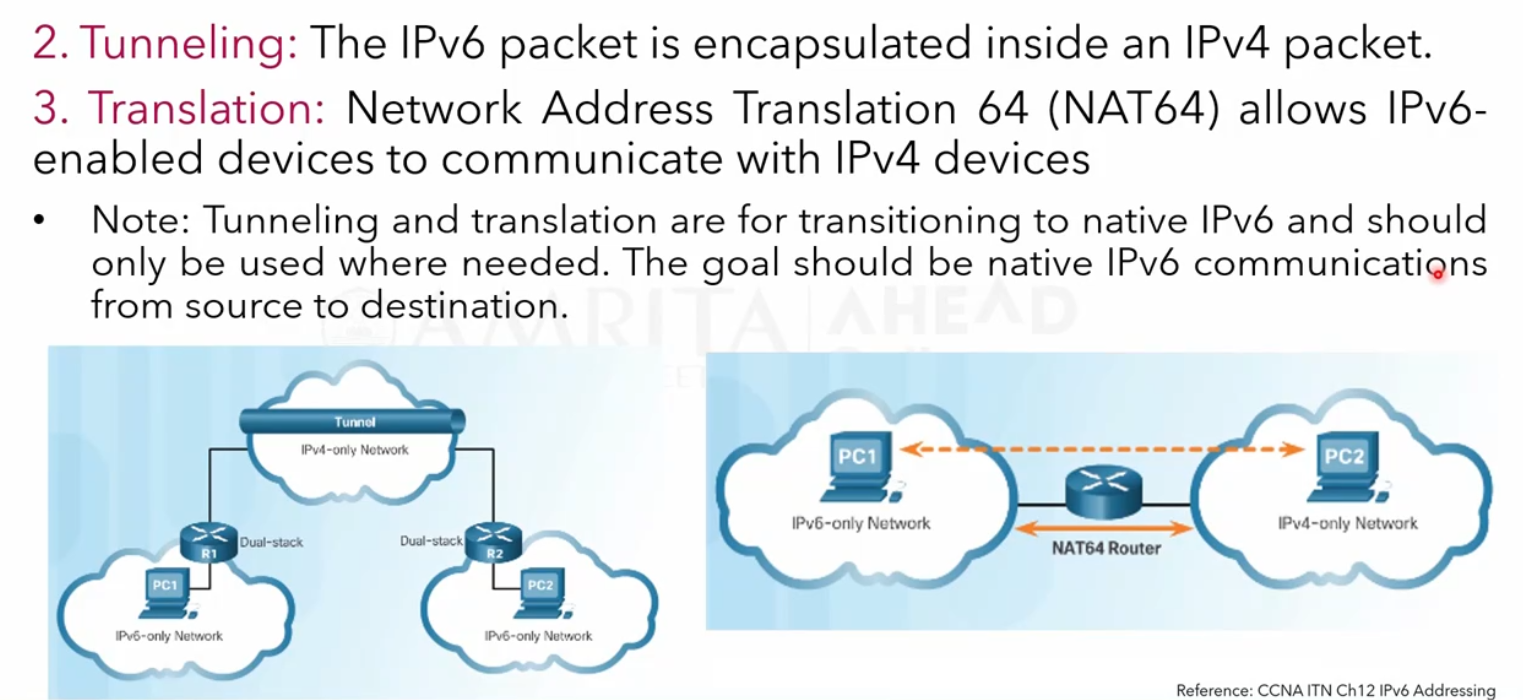 2. Tunneling: The IPv6 packet is encapsulated inside an IPv4 packet.
3. Translation: Network Address Translation 64 (NAT64) allows IPv6-
enabled devices to communicate with IPv4 devices
• Note: Tunneling and translation are for transitioning to native IPv6 and should
only be used where needed. The goal should be native IPv6 communications
from source to destination.
AMRITA AHEAD
Tunnel
IPv4-only Network
R1
Dual-stack
Dual-stack
R2
PC1
IPv6-only Network
PC2
IPv6-only Network
PC1
IPv6-only Network
NAT64 Router
PC2
IPv4-only Network
Reference: CCNA ITN Ch12 IPv6 Addressing